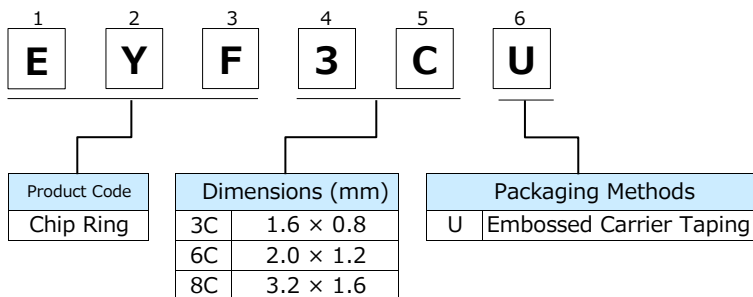 1 2 3 4 5 6
E Y F 3 C U
Product Code
Chip Ring
Dimensions (mm)
3C 1.6 × 0.8
6C 2.0 × 1.2
8C 3.2 × 1.6
Packaging Methods
U Embossed Carrier Taping